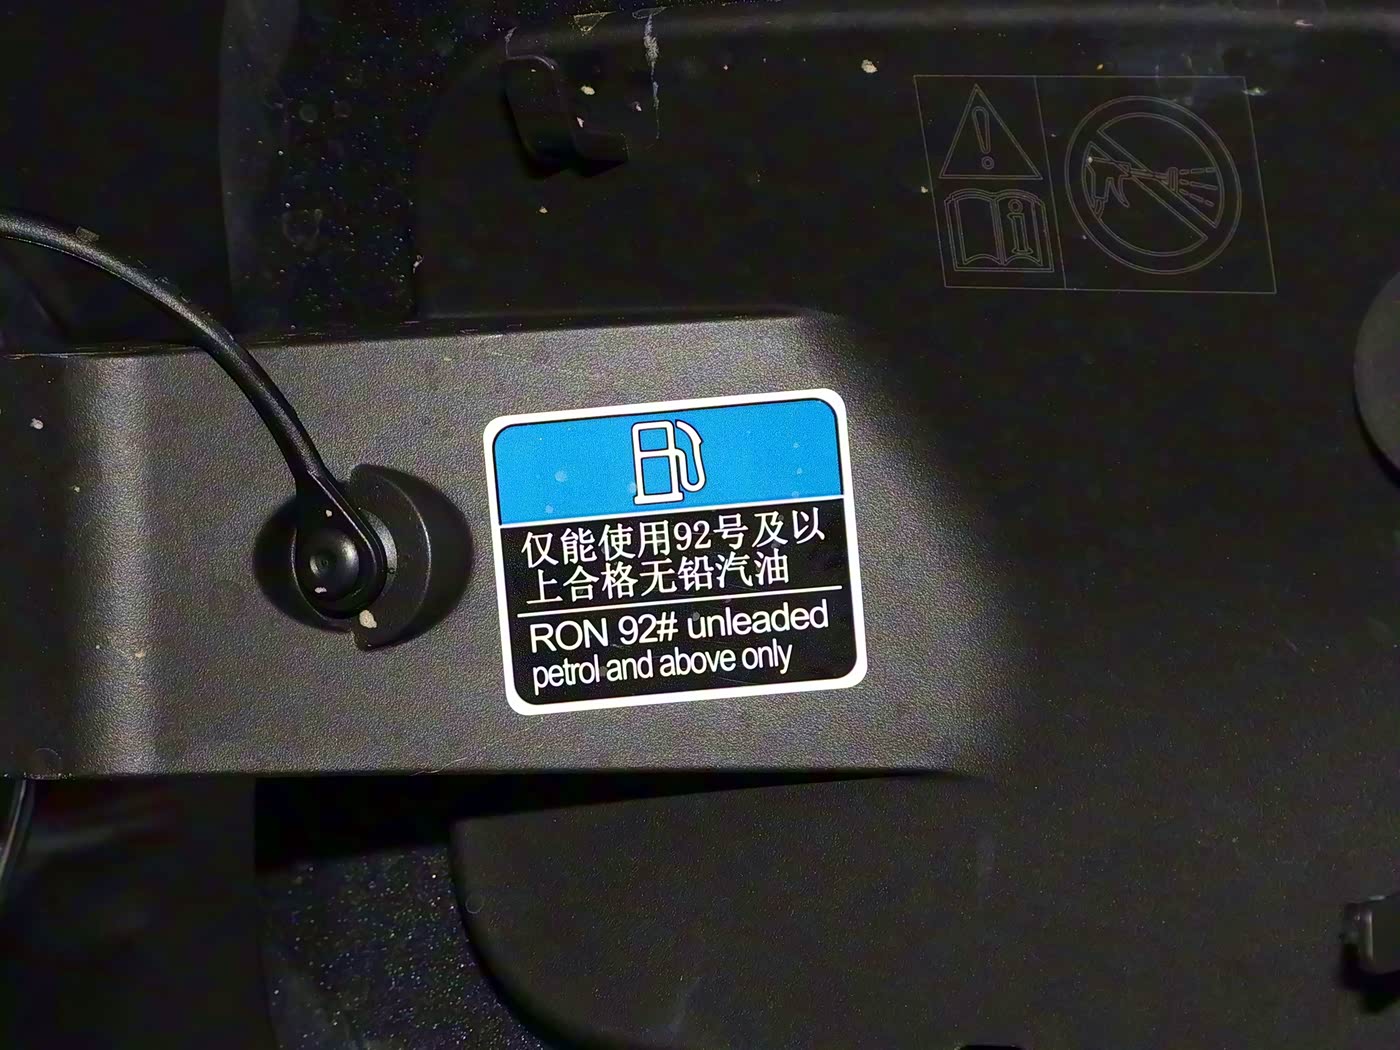 仅能使用92号及以
上合格无铅汽油
RON 92# unleaded
petrol and above only